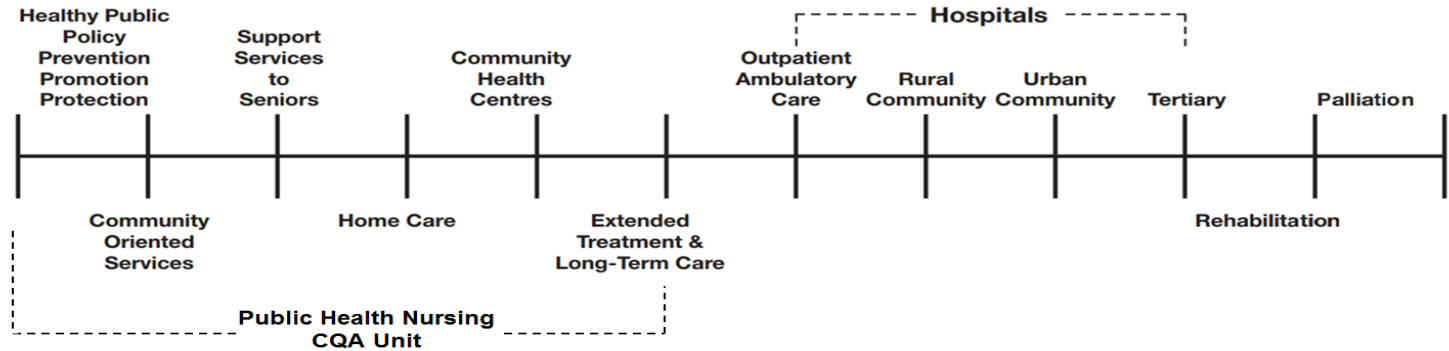 Healthy Public
Policy
Prevention
Promotion
Protection
Support
Services
to
Seniors
Community
Health
Centres
Hospitals
Outpatient
Ambulatory
Care
Rural
Community
Urban
Community
Tertiary
Palliation
Community
Oriented
Services
Home Care
Extended
Treatment &
Long-Term Care
Rehabilitation
Public Health Nursing
CQA Unit